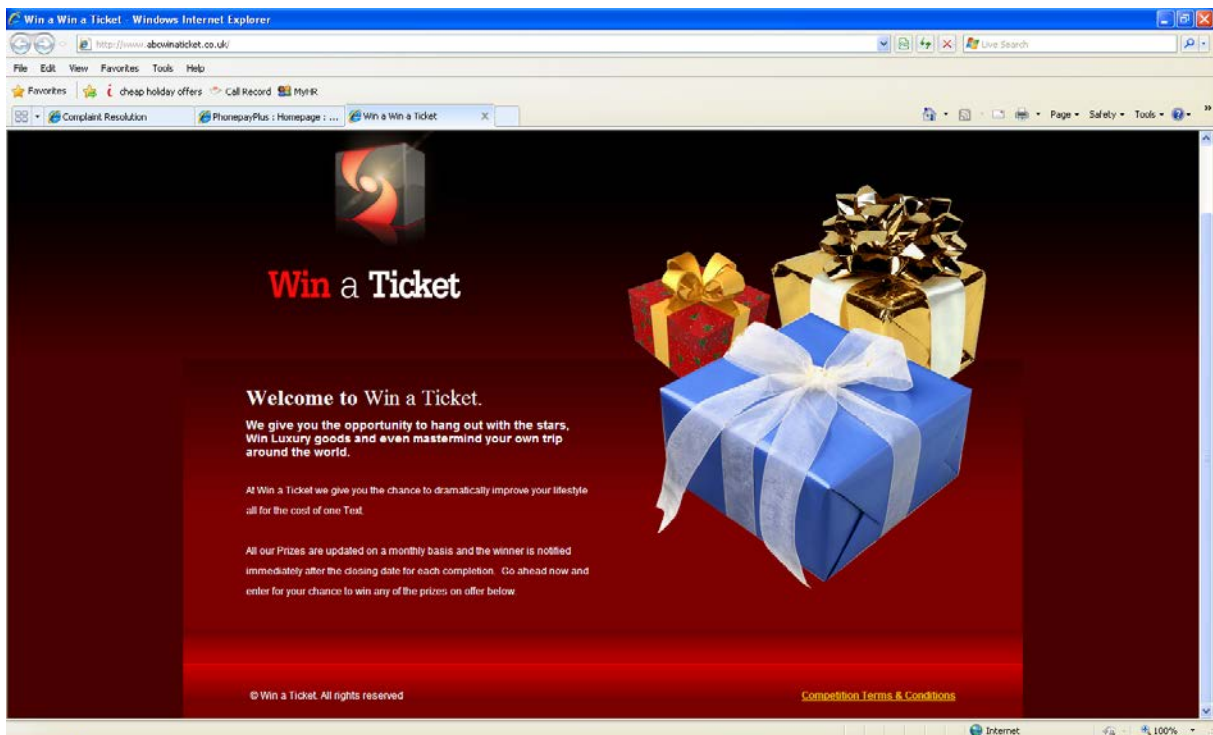 Win a Win a Ticket - Windows Internet Explorer
http://www.abcwinaticket.co.uk/
Live Search
File Edit View Favorites Tools Help
Favorites cheap holiday offers Call Record MyHR
Complaint Resolution PhonepayPlus : Homepage : ... Win a Win a Ticket X
Page Safety Tools
Win a Ticket
Welcome to Win a Ticket.
We give you the opportunity to hang out with the stars,
Win Luxury goods and even mastermind your own trip
around the world.
At Win a Ticket we give you the chance to dramatically improve your lifestyle
all for the cost of one Text.
All our Prizes are updated on a monthly basis and the winner is notified
immediately after the closing date for each completion. Go ahead now and
enter for your chance to win any of the prizes on offer below.
© Win a Ticket. All rights reserved
Competition Terms & Conditions
Internet
100%